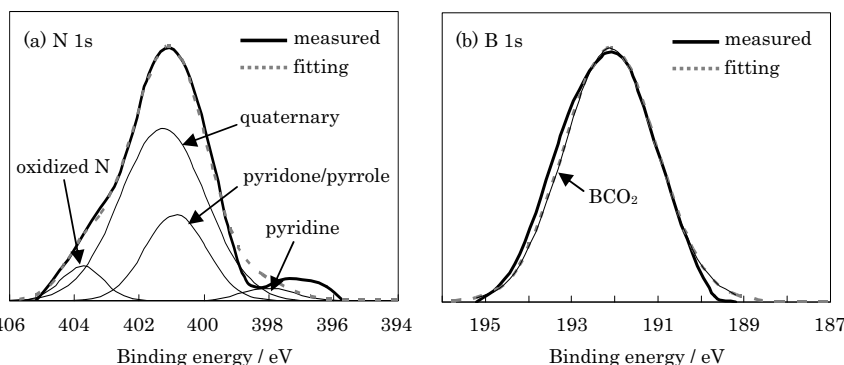 (a) N 1s
measured
fitting
quaternary
oxidized N
pyridone/pyrrole
pyridine
406 404 402 400 398 396 394
Binding energy / eV
(b) B 1s
measured
fitting
BCO₂
195 193 191 189 187
Binding energy / eV